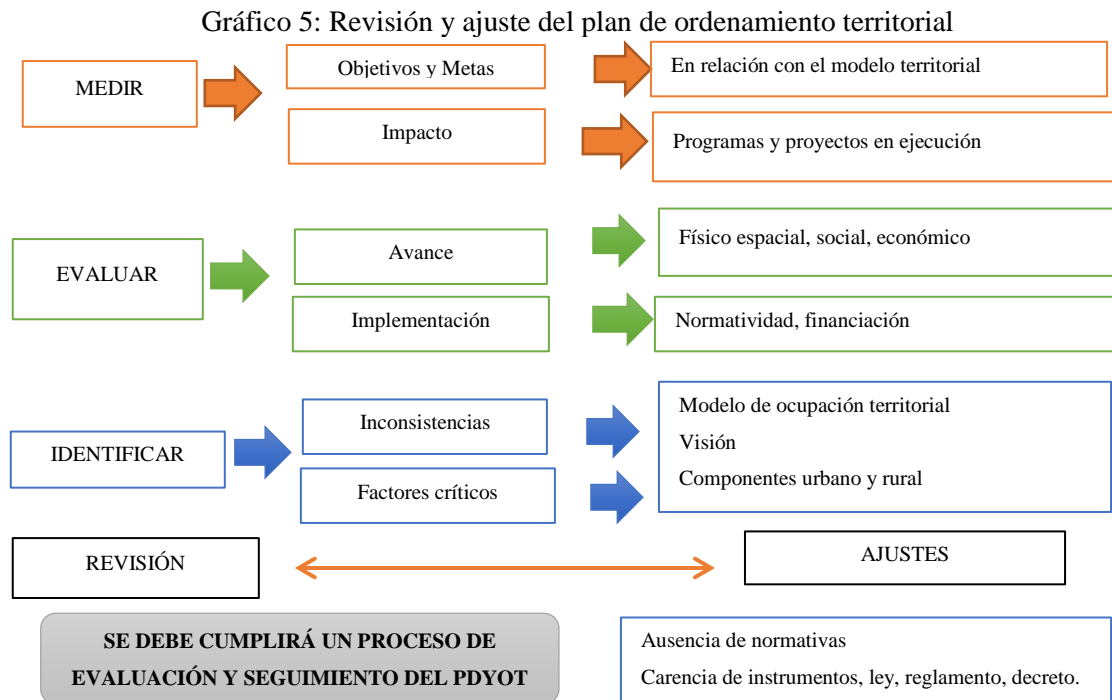 Gráfico 5: Revisión y ajuste del plan de ordenamiento territorial
MEDIR
Objetivos y Metas
En relación con el modelo territorial
Impacto
Programas y proyectos en ejecución
EVALUAR
Avance
Físico espacial, social, económico
Implementación
Normatividad, financiación
IDENTIFICAR
Inconsistencias
Factores críticos
Modelo de ocupación territorial
Visión
Componentes urbano y rural
REVISIÓN
AJUSTES
SE DEBE CUMPLIRÁ UN PROCESO DE
EVALUACIÓN Y SEGUIMIENTO DEL PDYOT
Ausencia de normativas
Carencia de instrumentos, ley, reglamento, decreto.